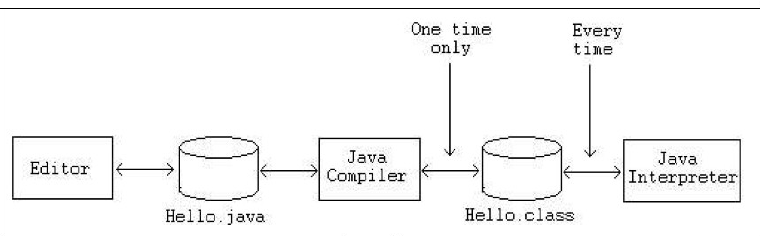 One time
only
Every
time
Editor
Java
Compiler
Java
Interpreter
Hello.java
Hello.class